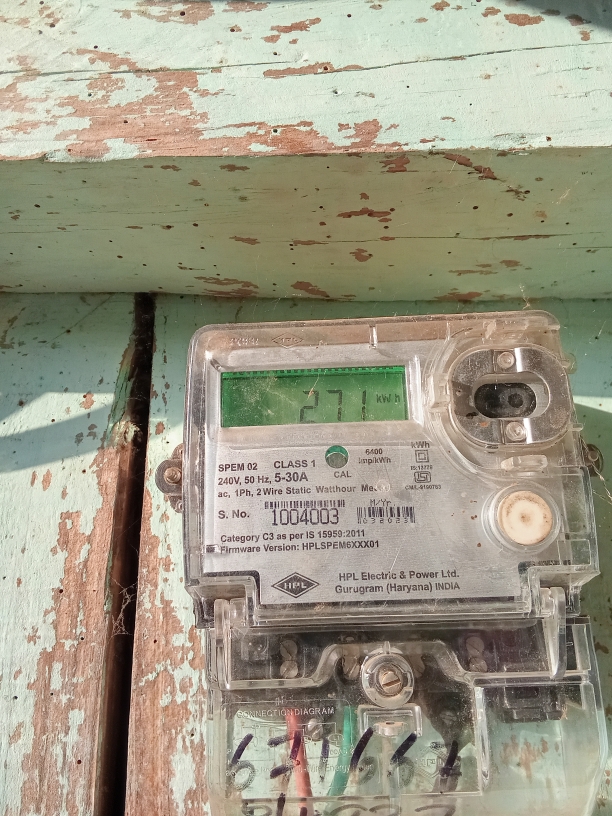 271 kWh
SPEM 02 CLASS 1
6400
imp/kWh
kWh
240V, 50 Hz, 5-30A
CAL
ac, 1Ph, 2 Wire Static Watthour Meter
S. No. 1004003
M/Yr
Category C3 as per IS 15959:2011
Firmware Version: HPLSPEM6XXX01
HPL
HPL Electric & Power Ltd.
Gurugram (Haryana) INDIA
CONNECTION DIAGRAM